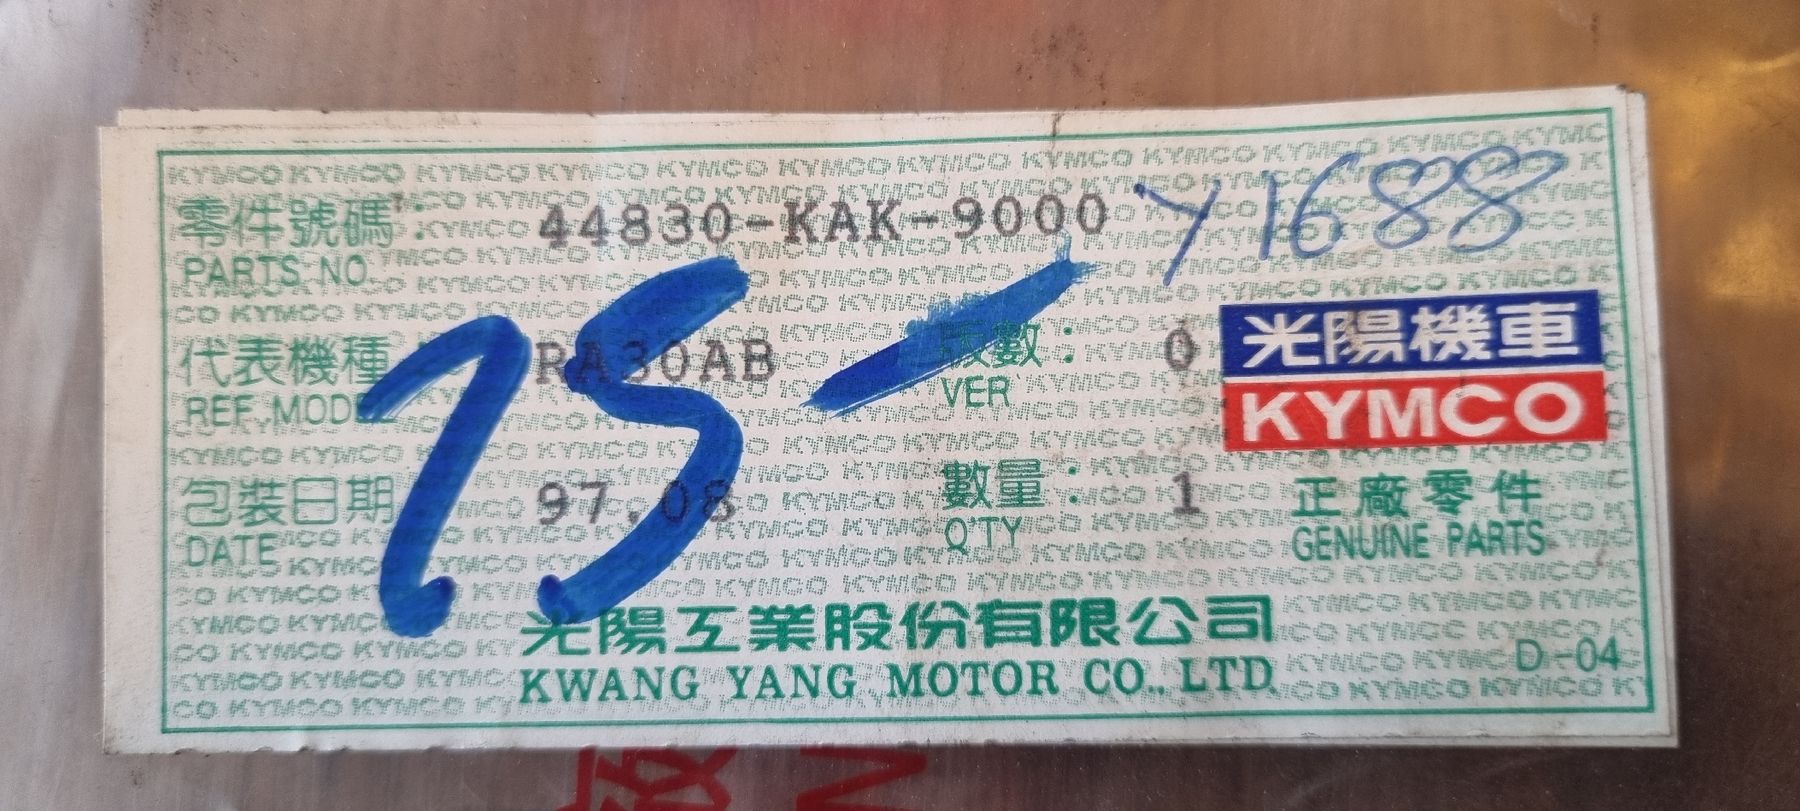 零件號碼： 44830-KAK-9000 Y1688
PARTS NO.
代表機種 RA30AB 版數： 0 光陽機車
REF.MODEL VER KYMCO
75-
包裝日期 97.08 數量： 1 正廠零件
DATE Q'TY GENUINE PARTS
光陽工業股份有限公司
KWANG YANG MOTOR CO., LTD.
D-04